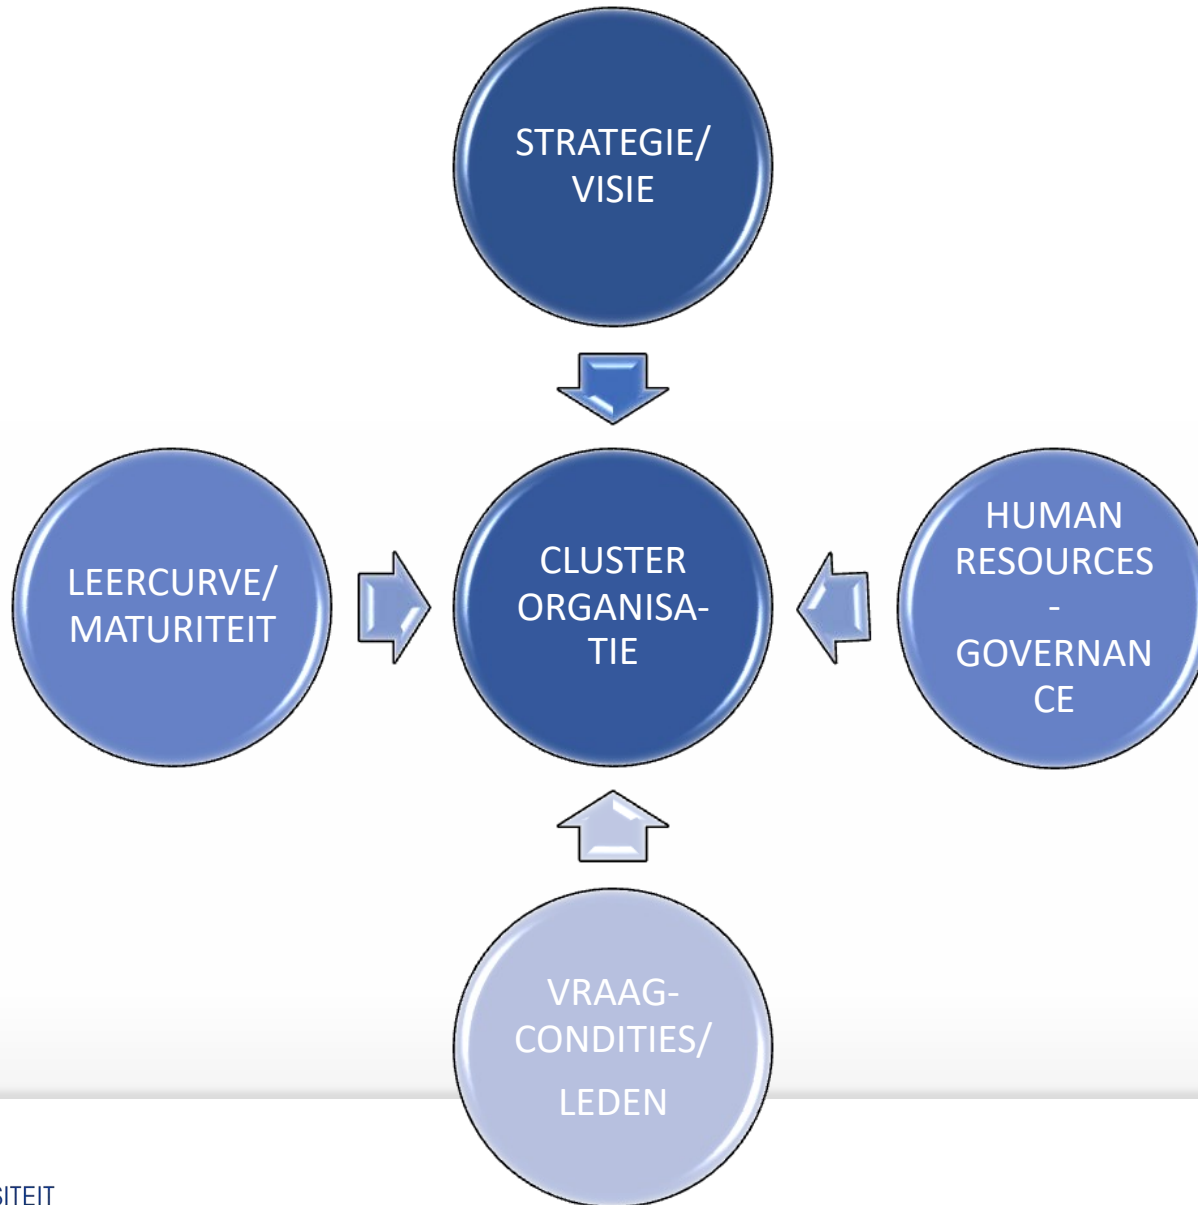 STRATEGIE/
VISIE
LEERCURVE/
MATURITEIT
CLUSTER
ORGANISA-
TIE
HUMAN
RESOURCES
-
GOVERNAN
CE
VRAAG-
CONDITIES/
LEDEN
SITEIT